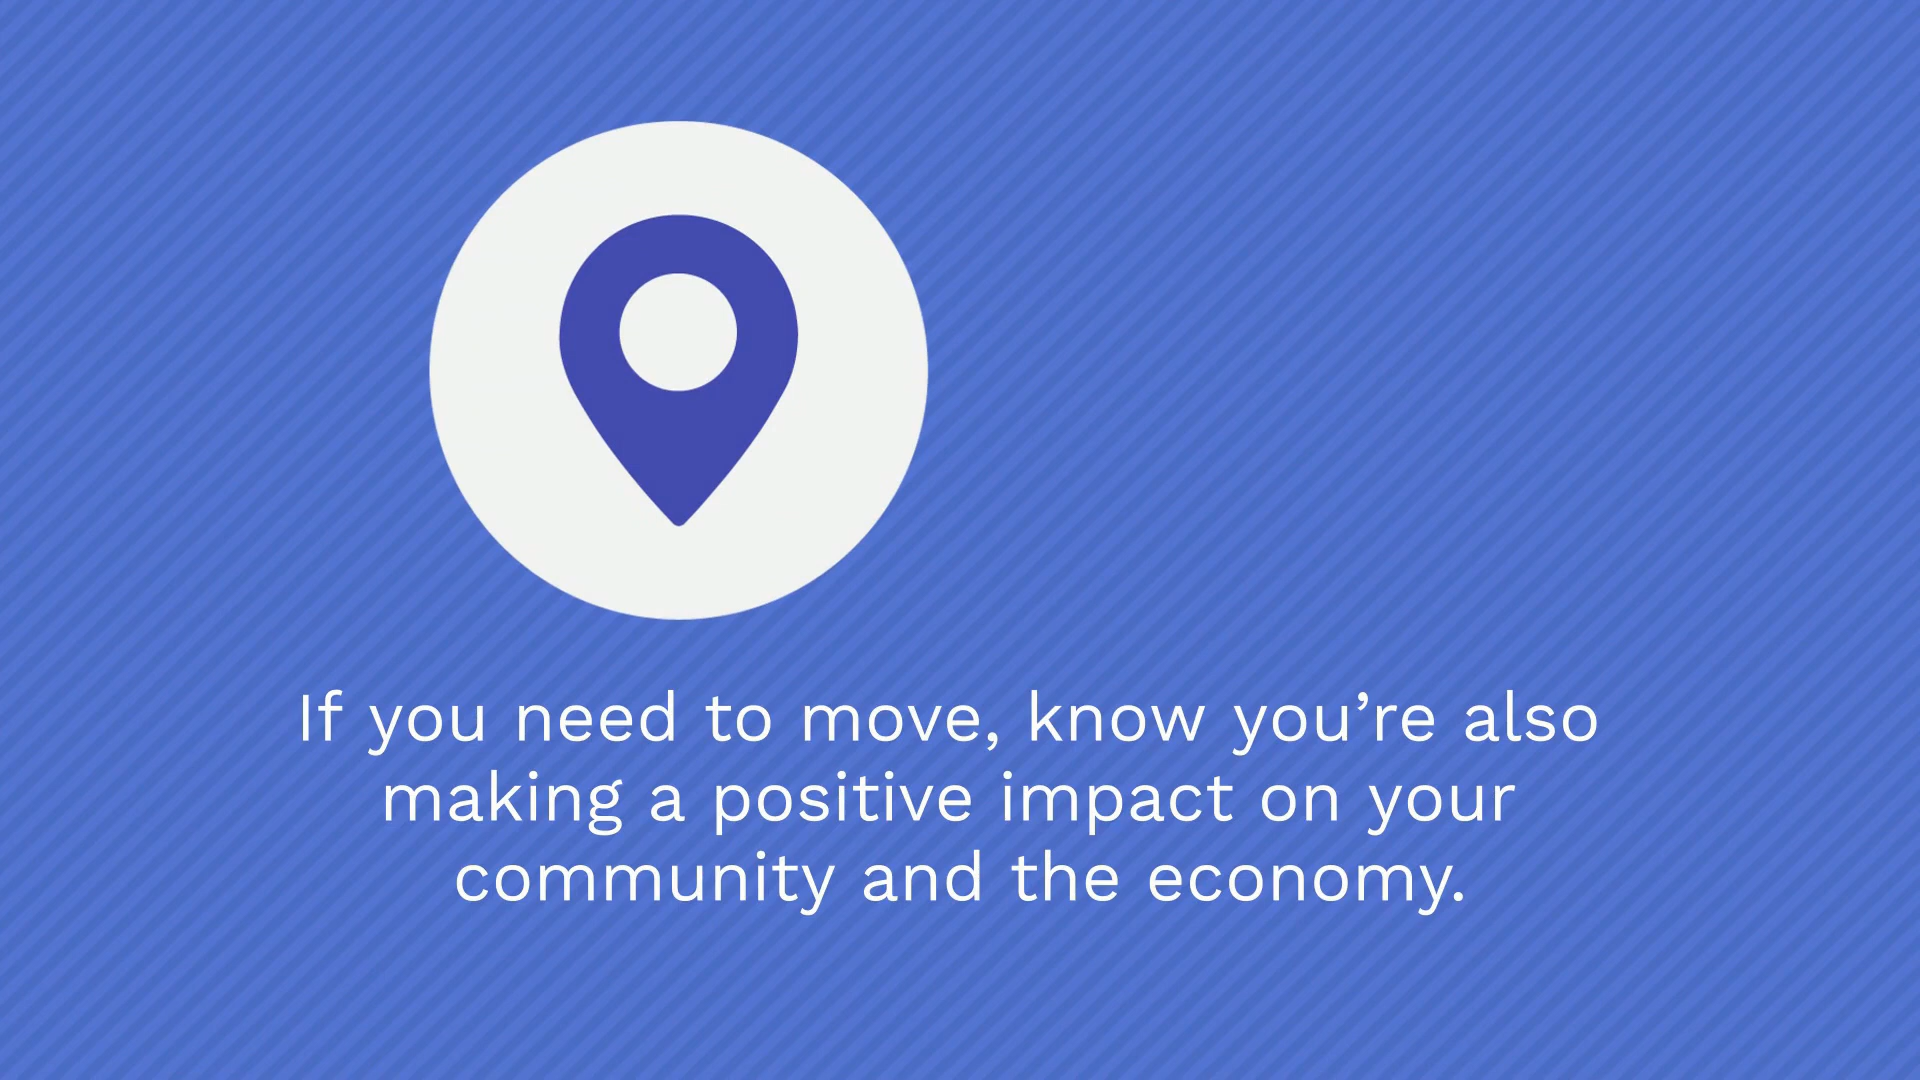 If you need to move, know you’re also
making a positive impact on your
community and the economy.